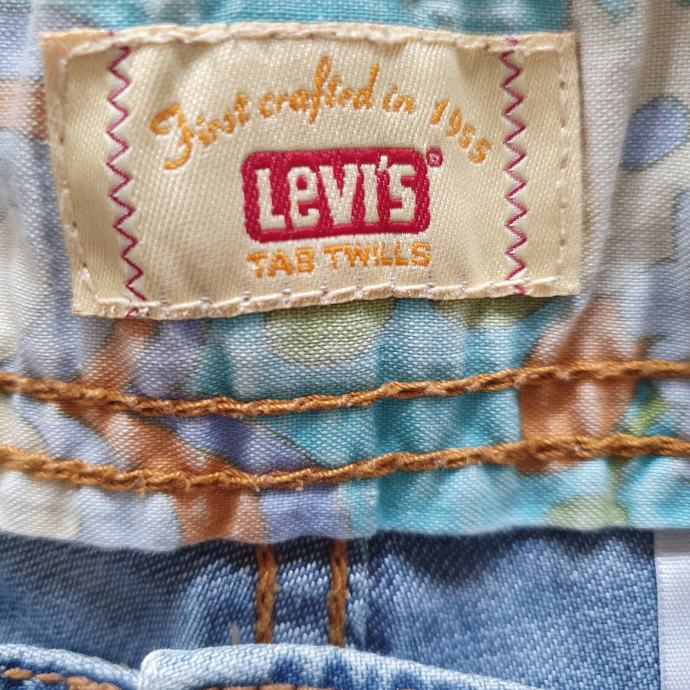 First crafted in 1955
LEVI'S®
TAB TWILLS